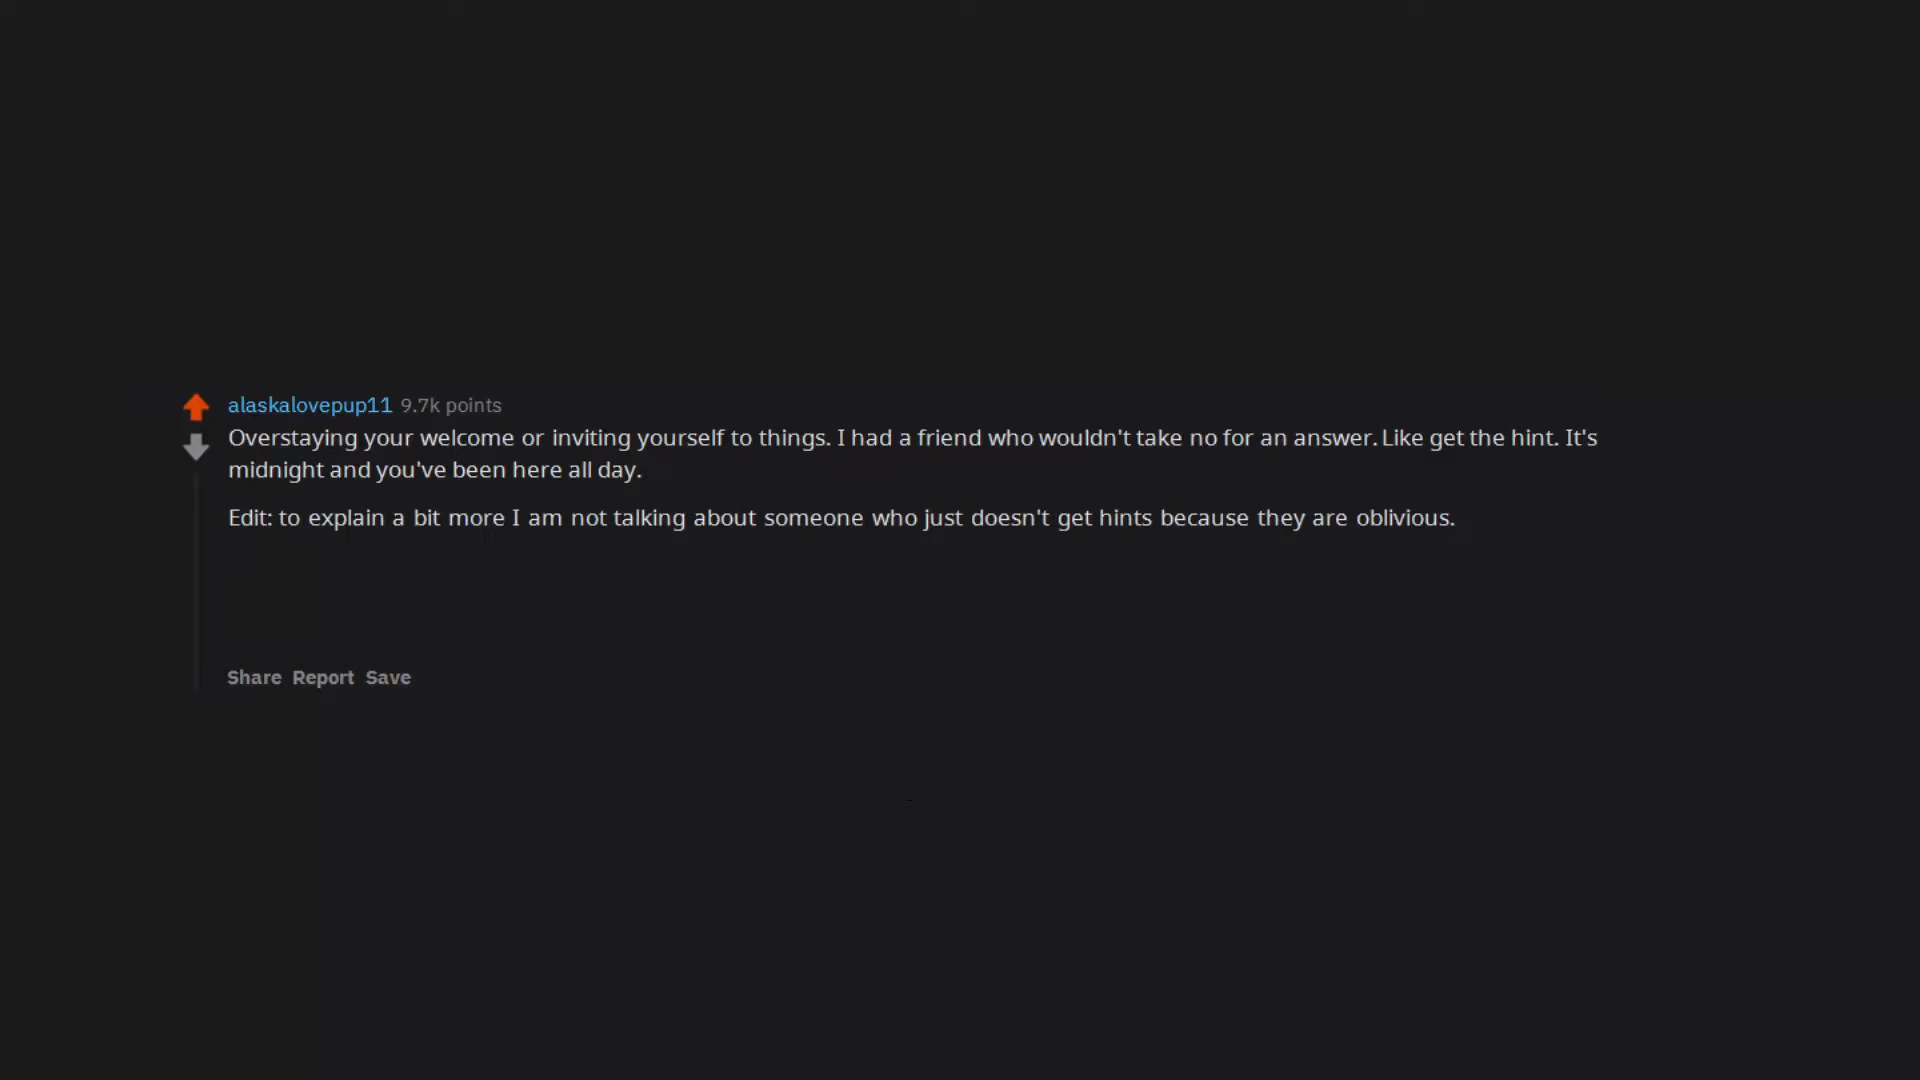 alaskalovepup11 9.7k points
Overstaying your welcome or inviting yourself to things. I had a friend who wouldn't take no for an answer. Like get the hint. It's
midnight and you've been here all day.
Edit: to explain a bit more I am not talking about someone who just doesn't get hints because they are oblivious.
Share Report Save